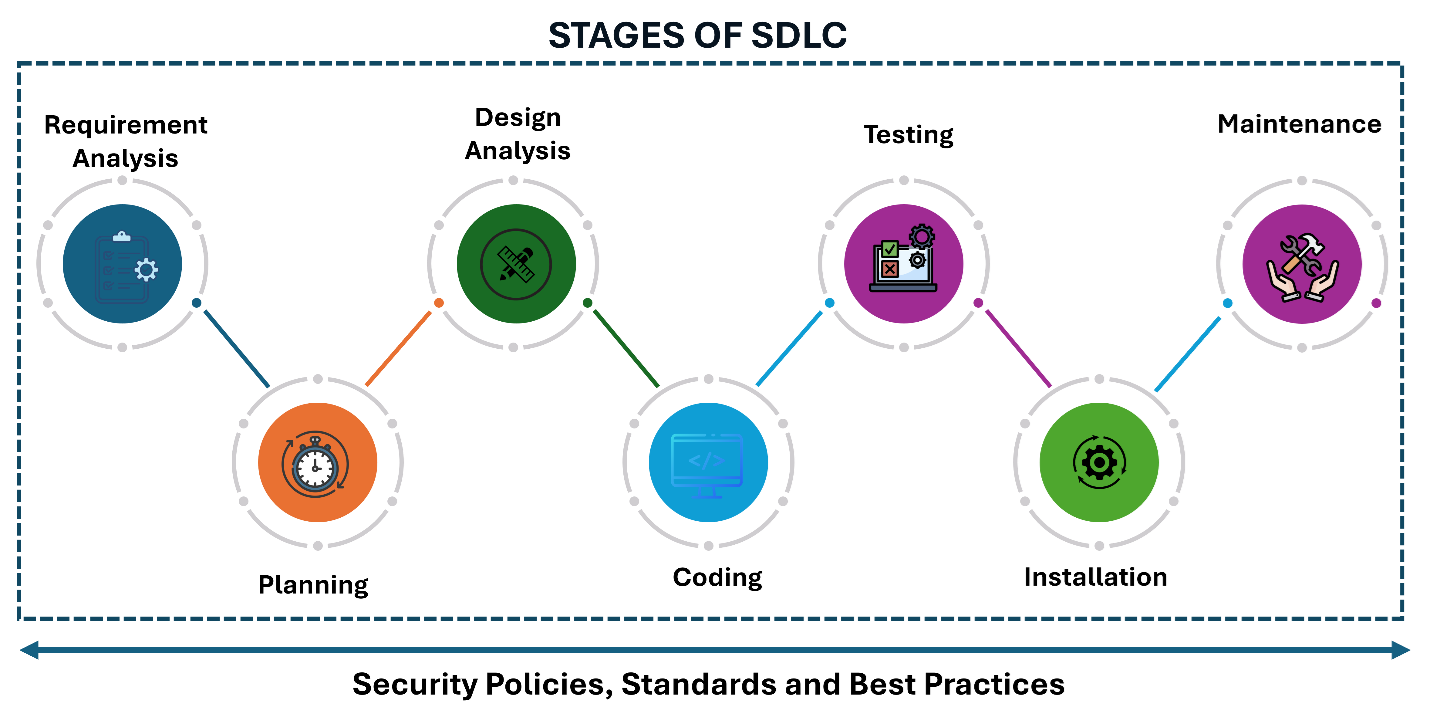 STAGES OF SDLC
Requirement
Analysis
Planning
Design
Analysis
</>
Coding
Testing
Installation
Maintenance
Security Policies, Standards and Best Practices